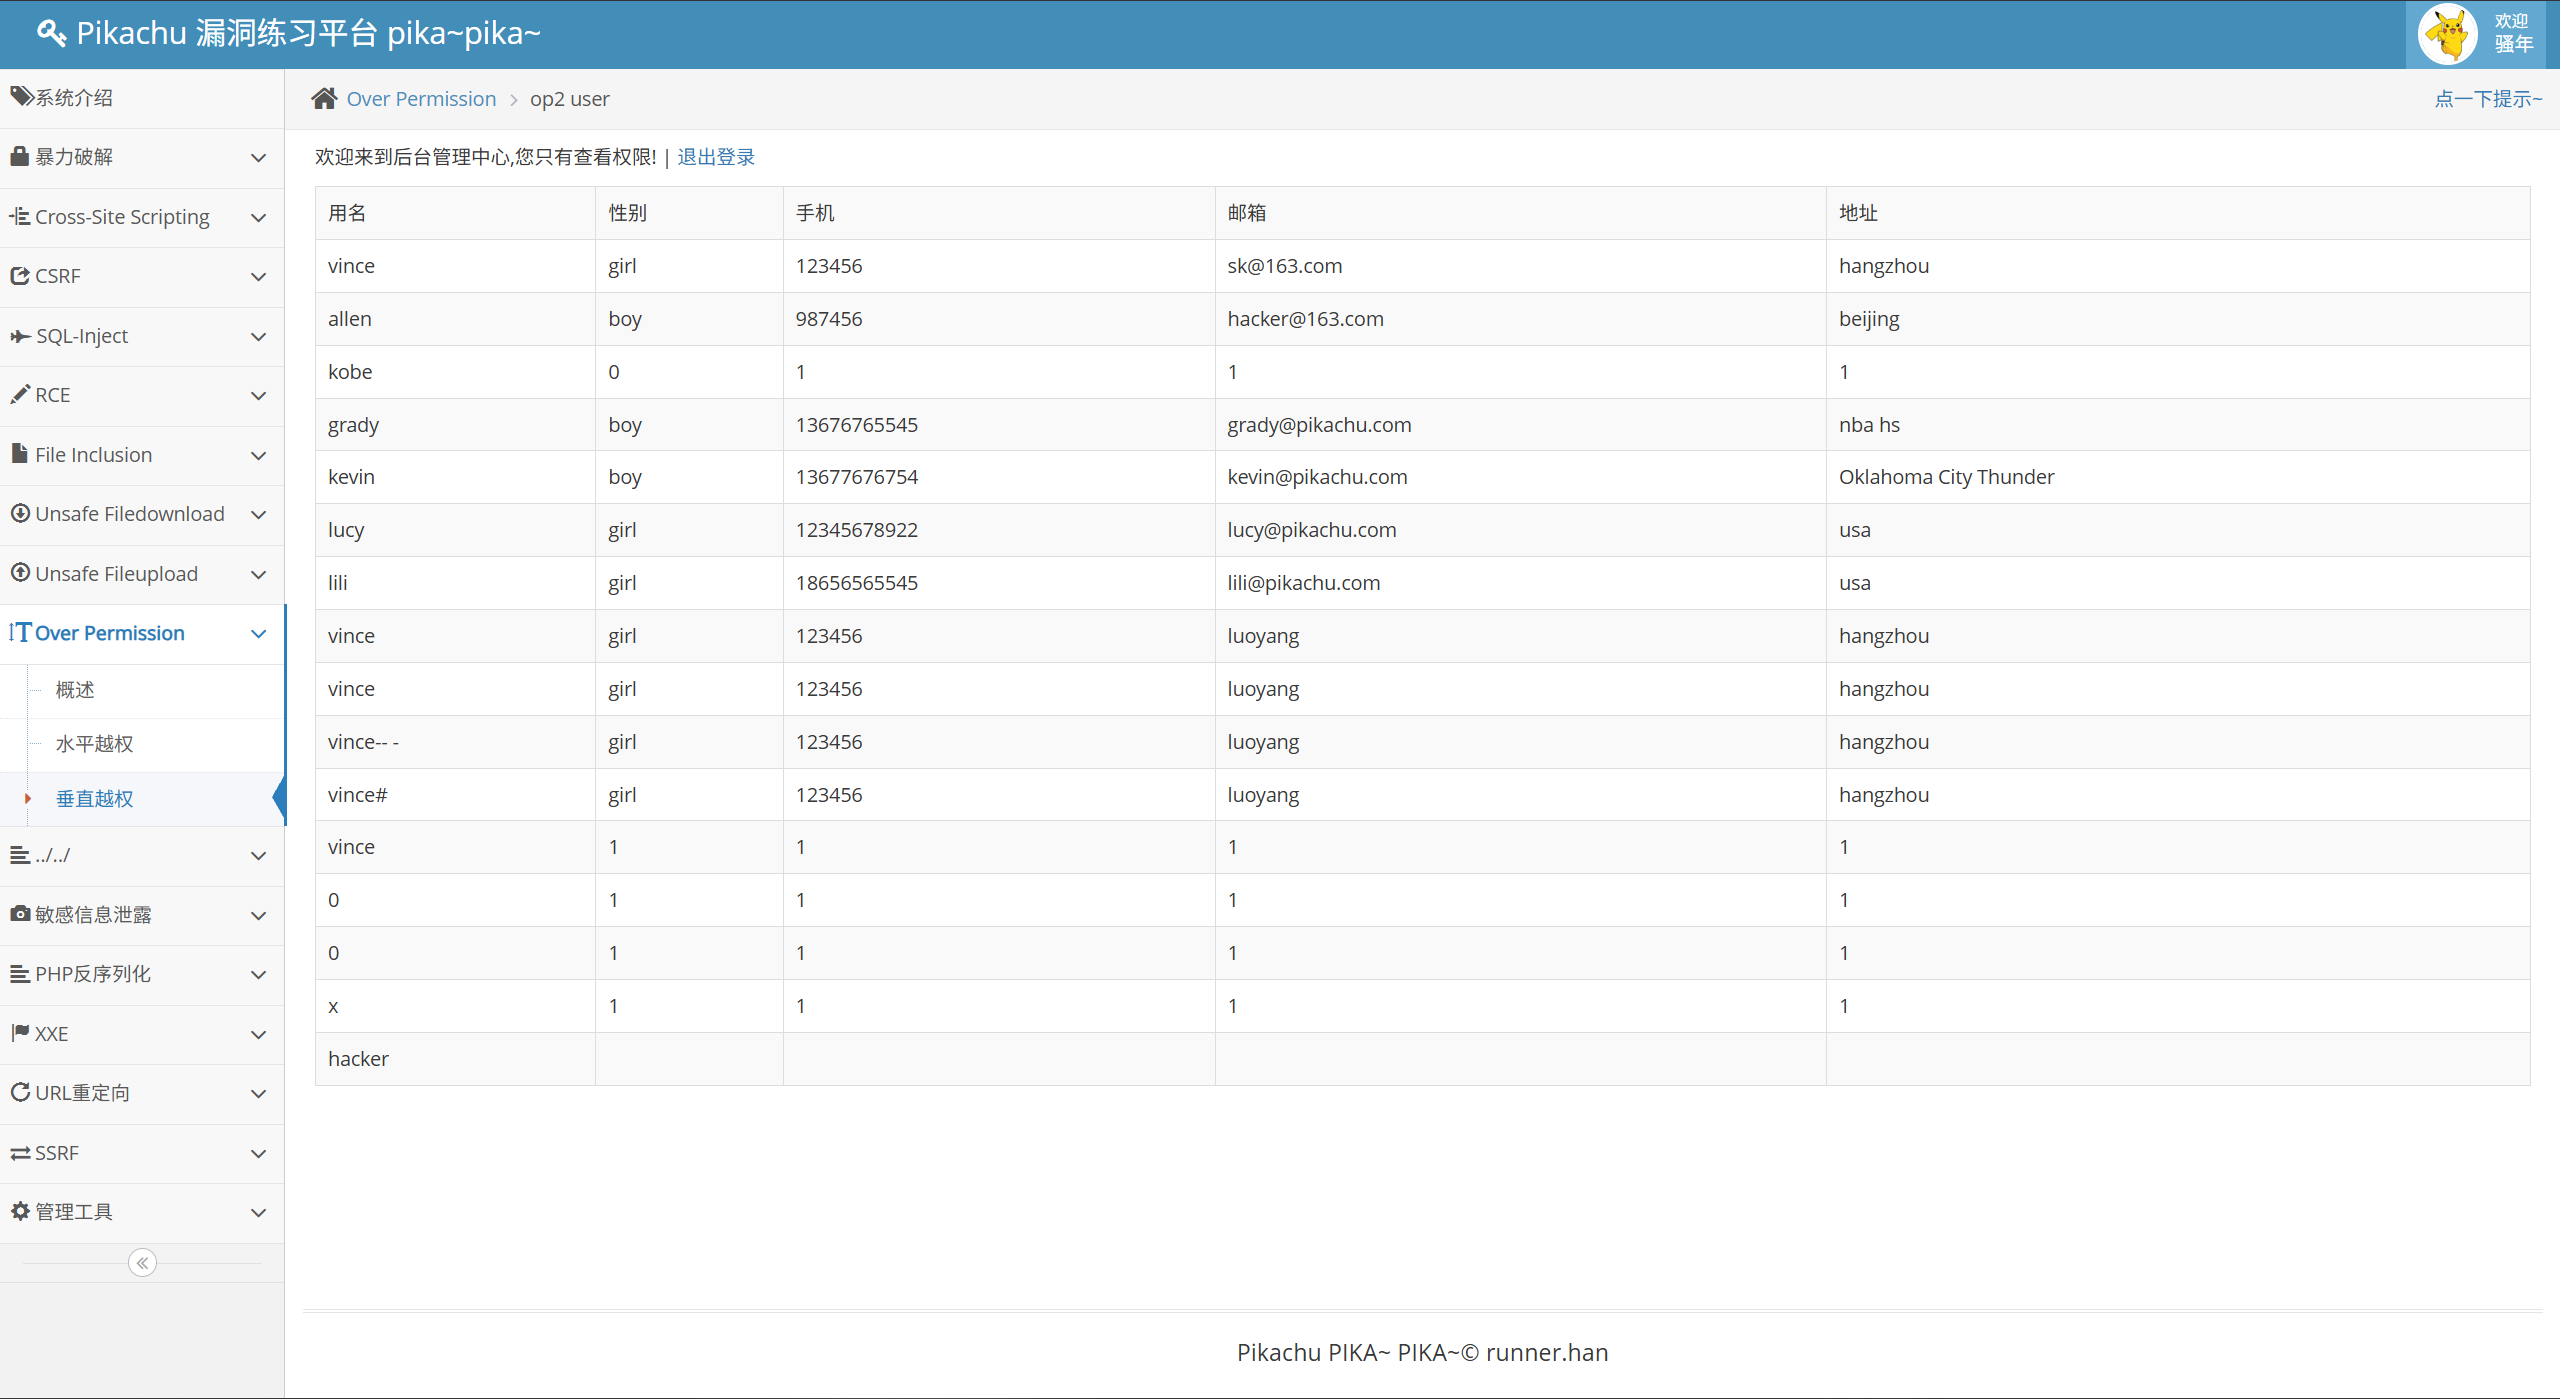 Pikachu 漏洞练习平台 pika~pika~
欢迎
骚年
系统介绍
暴力破解
Cross-Site Scripting
CSRF
SQL-Inject
RCE
File Inclusion
Unsafe Filedownload
Unsafe Fileupload
Over Permission
概述
水平越权
垂直越权
../../
敏感信息泄露
PHP反序列化
XXE
URL重定向
SSRF
管理工具
Over Permission > op2 user
点一下提示~
欢迎来到后台管理中心,您只有查看权限! | 退出登录
用名 性别 手机 邮箱 地址
vince girl 123456 sk@163.com hangzhou
allen boy 987456 hacker@163.com beijing
kobe 0 1 1 1
grady boy 13676765545 grady@pikachu.com nba hs
kevin boy 13677676754 kevin@pikachu.com Oklahoma City Thunder
lucy girl 12345678922 lucy@pikachu.com usa
lili girl 18656565545 lili@pikachu.com usa
vince girl 123456 luoyang hangzhou
vince girl 123456 luoyang hangzhou
vince-- - girl 123456 luoyang hangzhou
vince# girl 123456 luoyang hangzhou
vince 1 1 1 1
0 1 1 1 1
0 1 1 1 1
x 1 1 1 1
hacker
Pikachu PIKA~ PIKA~© runner.han